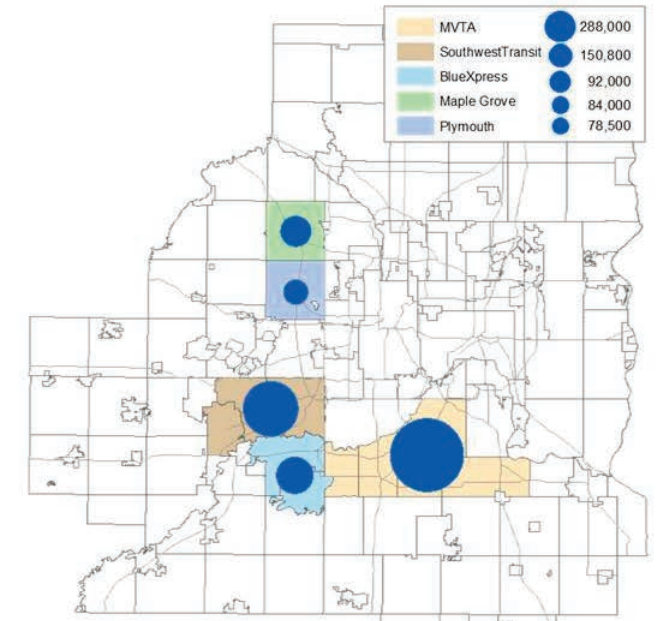 MVTA 288,000
SouthwestTransit 150,800
BlueXpress 92,000
Maple Grove 84,000
Plymouth 78,500